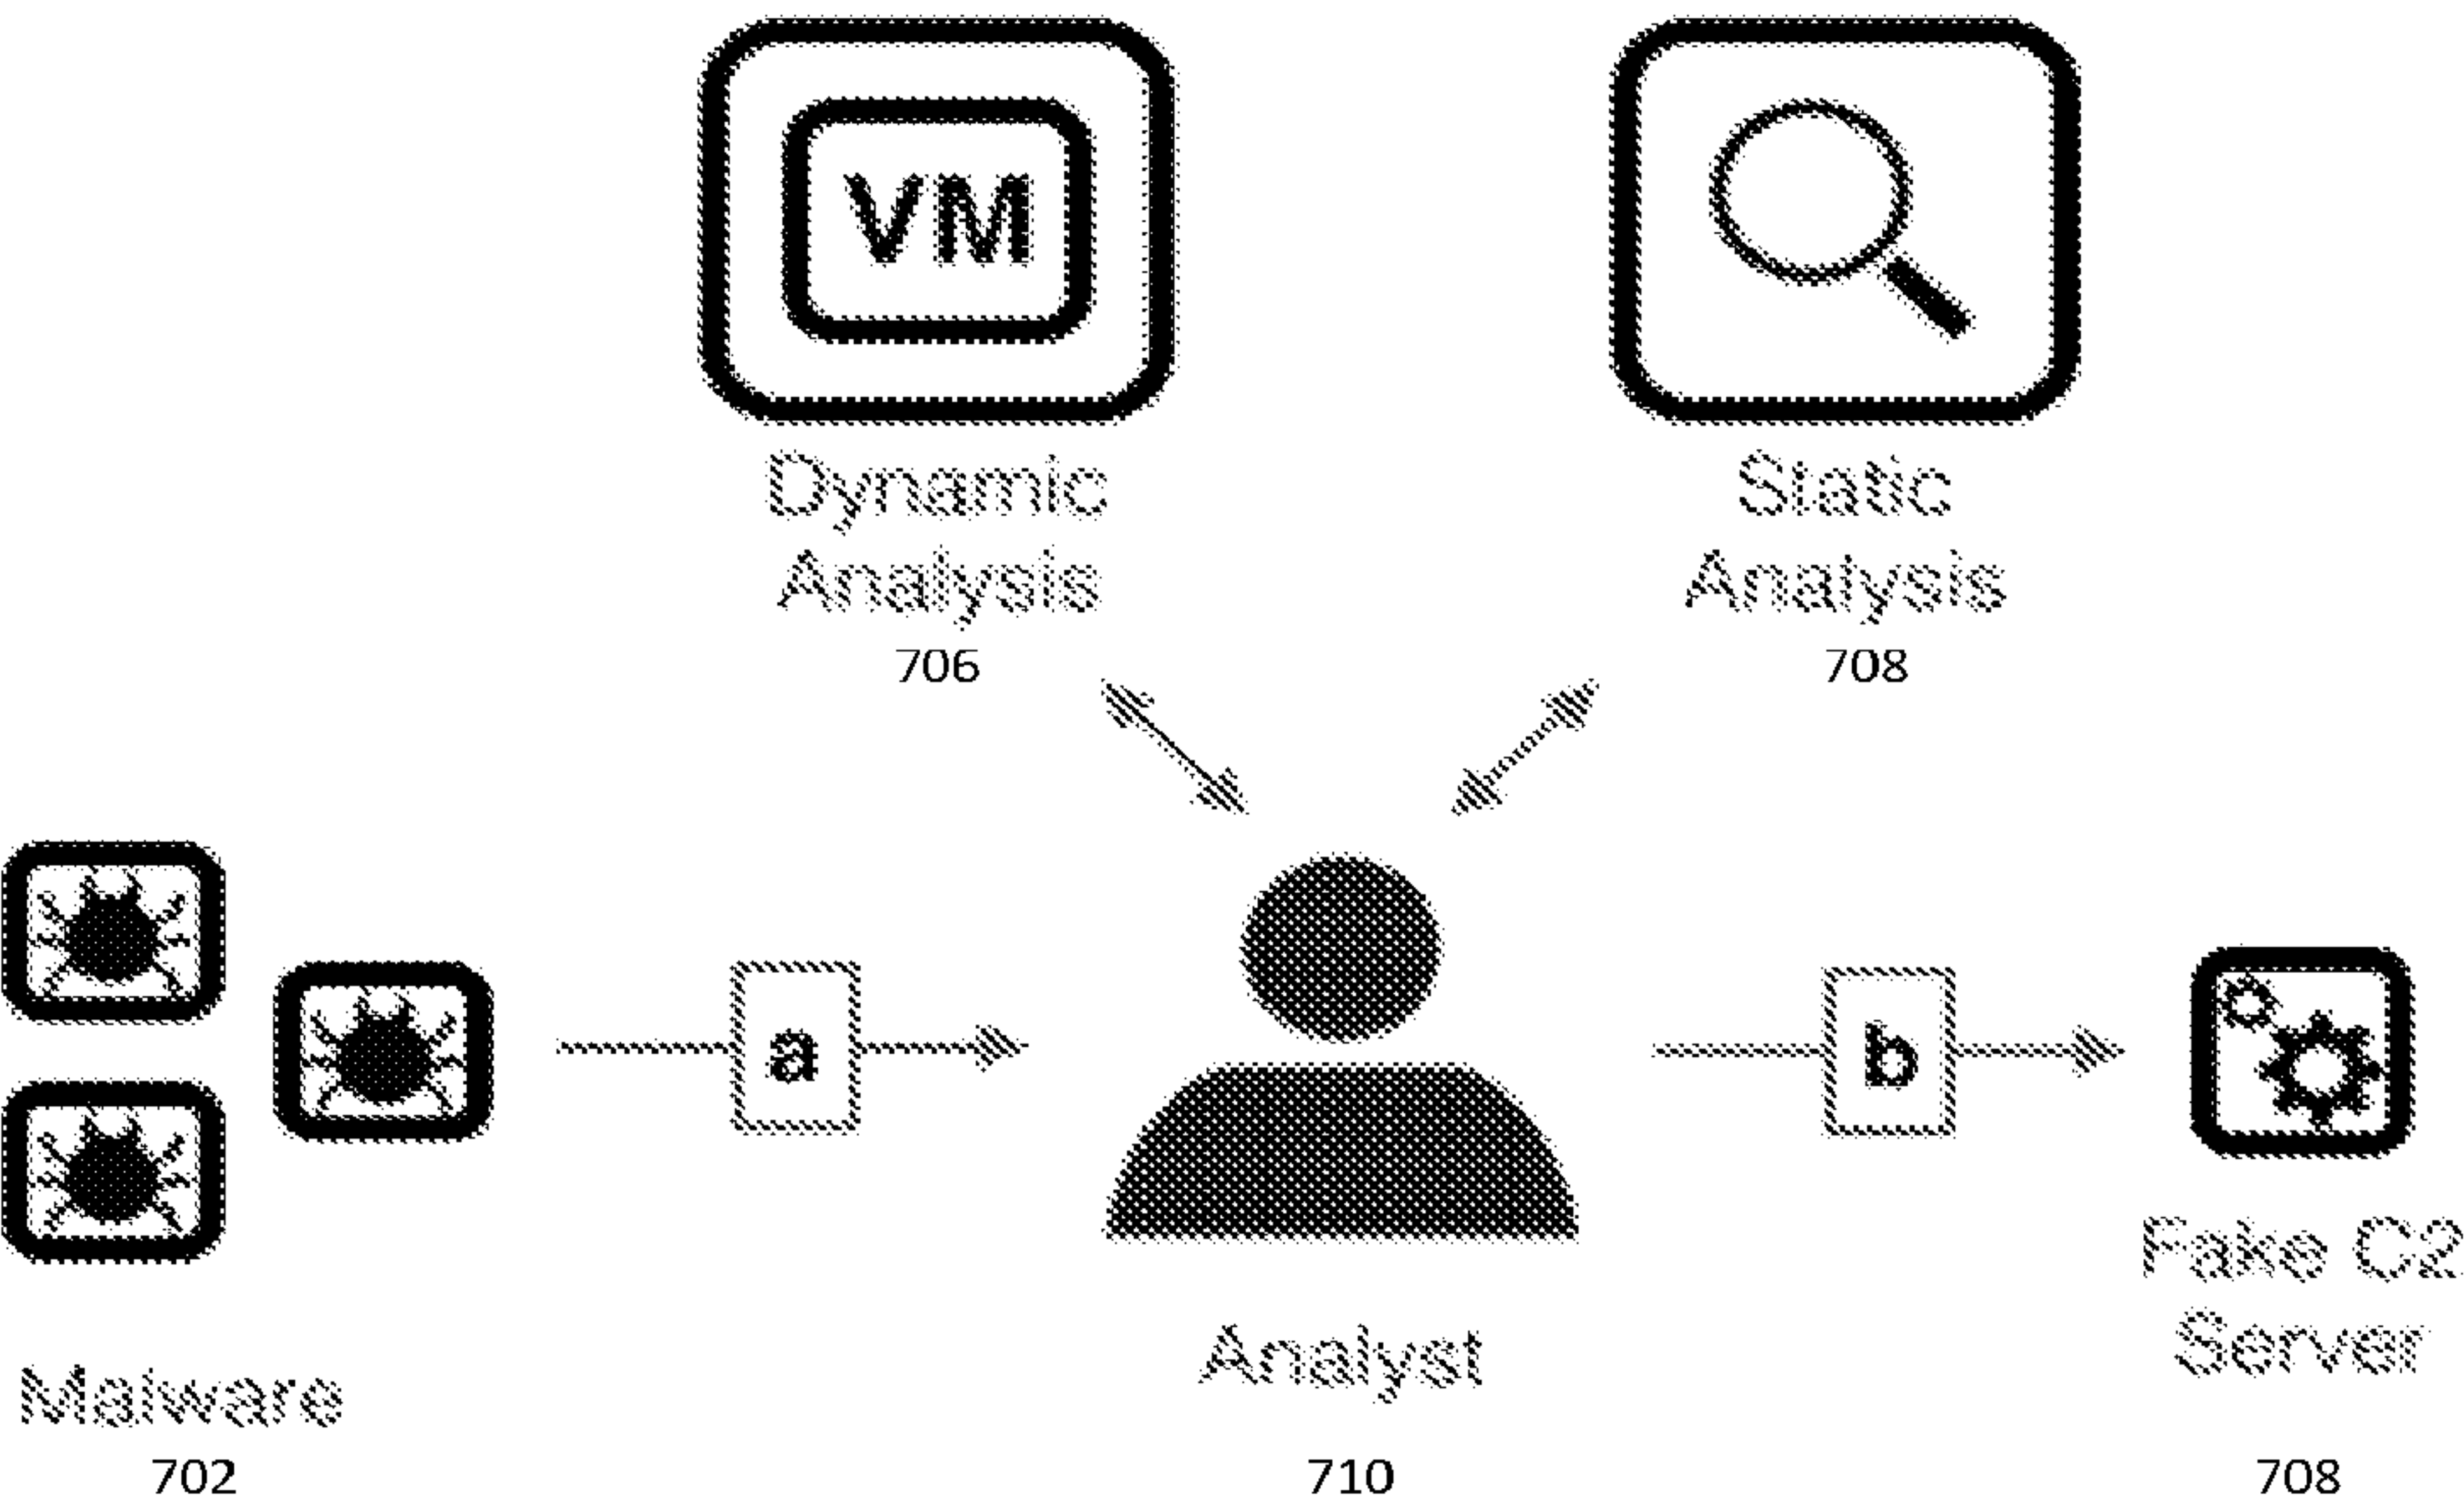 VM
Dynamic
Analysis
706
Static
Analysis
708
a
b
Malware
702
Analyst
710
Fake C2
Server
708